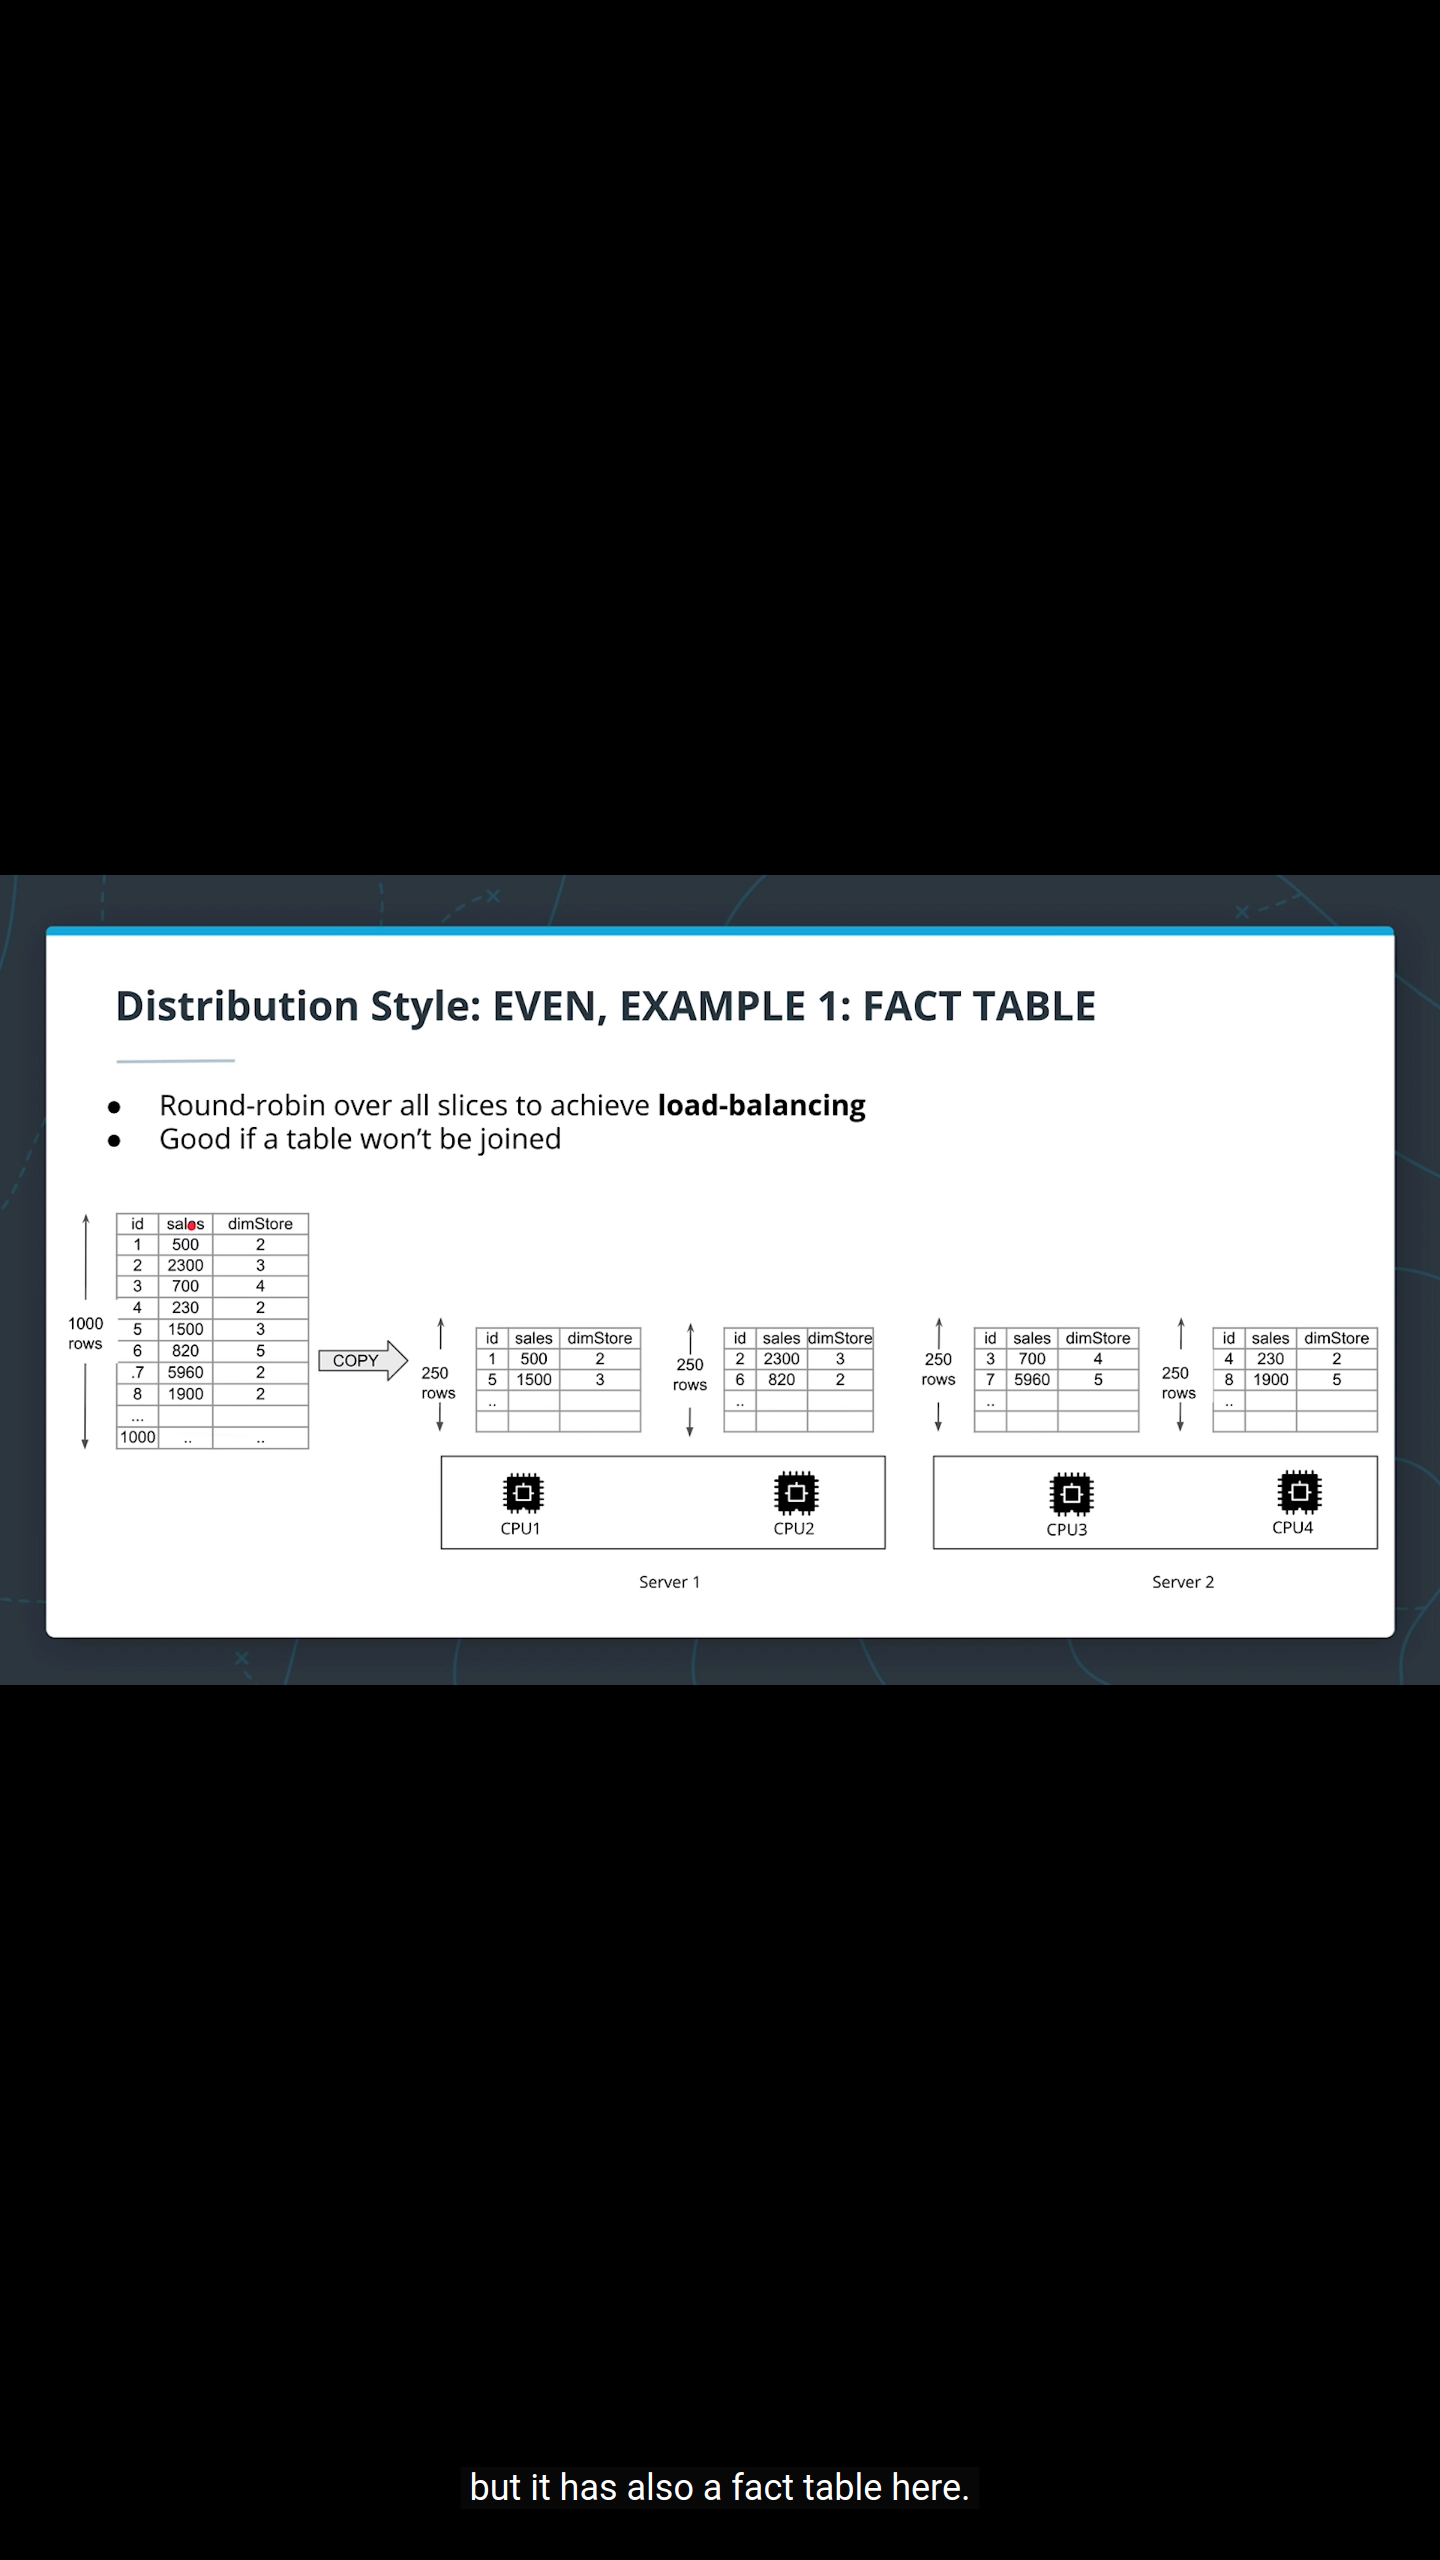 Distribution Style: EVEN, EXAMPLE 1: FACT TABLE
● Round-robin over all slices to achieve load-balancing
● Good if a table won't be joined
1000
rows
id sales dimStore
1 500 2
2 2300 3
3 700 4
4 230 2
5 1500 3
6 820 5
.7 5960 2
8 1900 2
...
1000 .. ..
COPY
250
rows
id sales dimStore
1 500 2
5 1500 3
..
250
rows
id sales dimStore
2 2300 3
6 820 2
..
250
rows
id sales dimStore
3 700 4
7 5960 5
..
250
rows
id sales dimStore
4 230 2
8 1900 5
..
CPU1
CPU2
CPU3
CPU4
Server 1
Server 2
but it has also a fact table here.